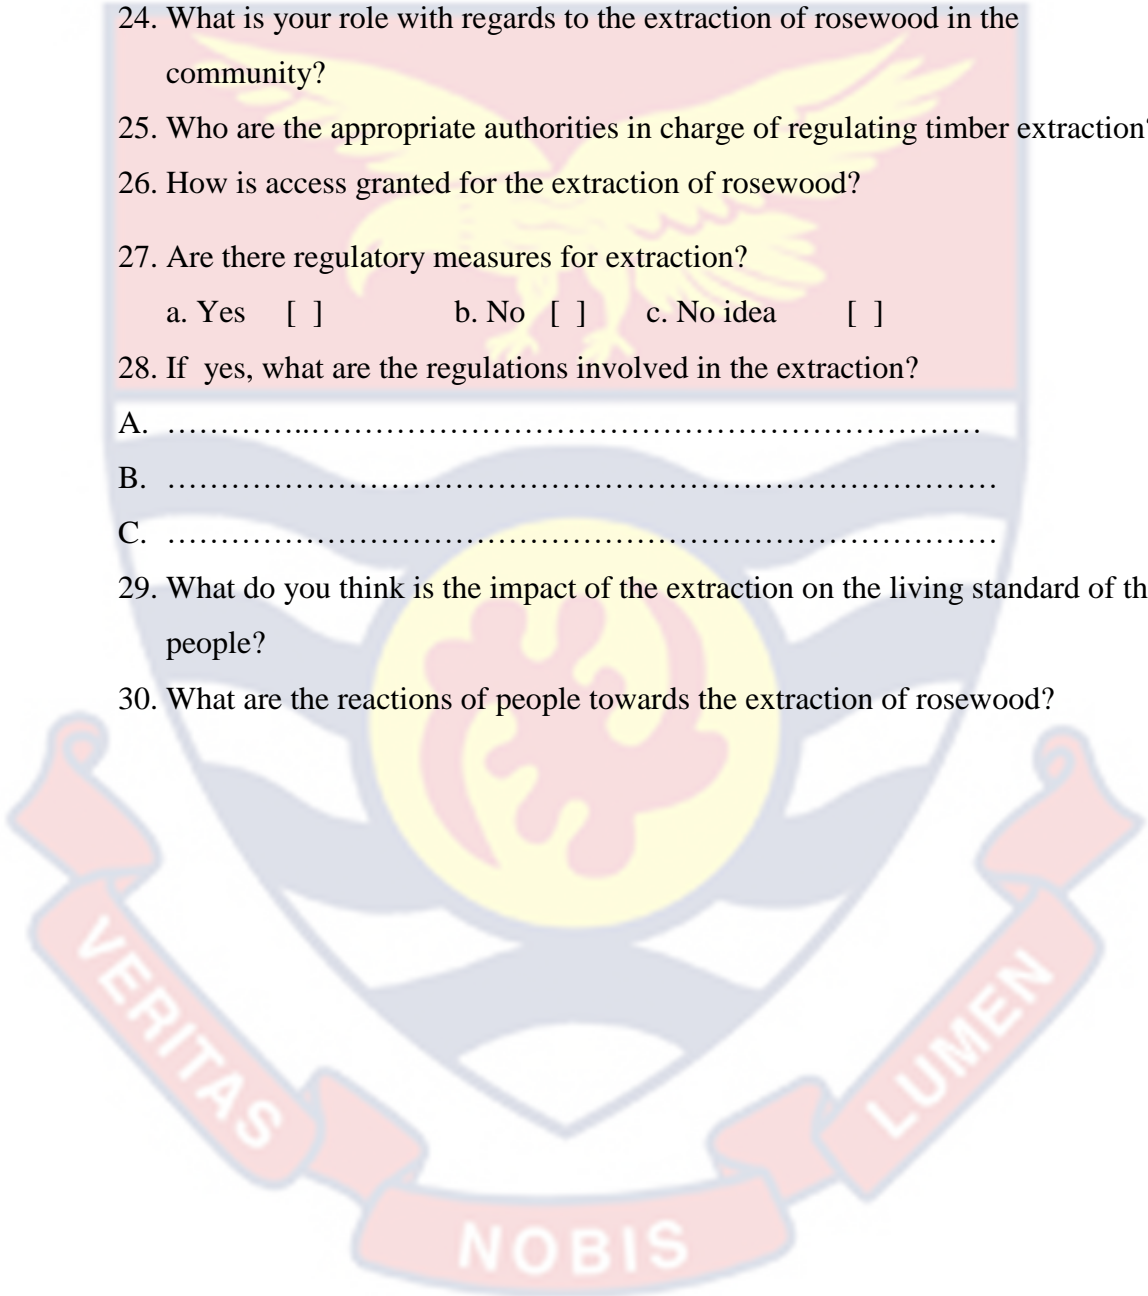 24. What is your role with regards to the extraction of rosewood in the
community?
25. Who are the appropriate authorities in charge of regulating timber extraction?
26. How is access granted for the extraction of rosewood?
27. Are there regulatory measures for extraction?
a. Yes [ ] b. No [ ] c. No idea [ ]
28. If yes, what are the regulations involved in the extraction?
A. …………..…………………………………………………………
B. ……………………………………………………………………
C. ……………………………………………………………………
29. What do you think is the impact of the extraction on the living standard of th
people?
30. What are the reactions of people towards the extraction of rosewood?
VERITAS
NOBIS
LUMEN